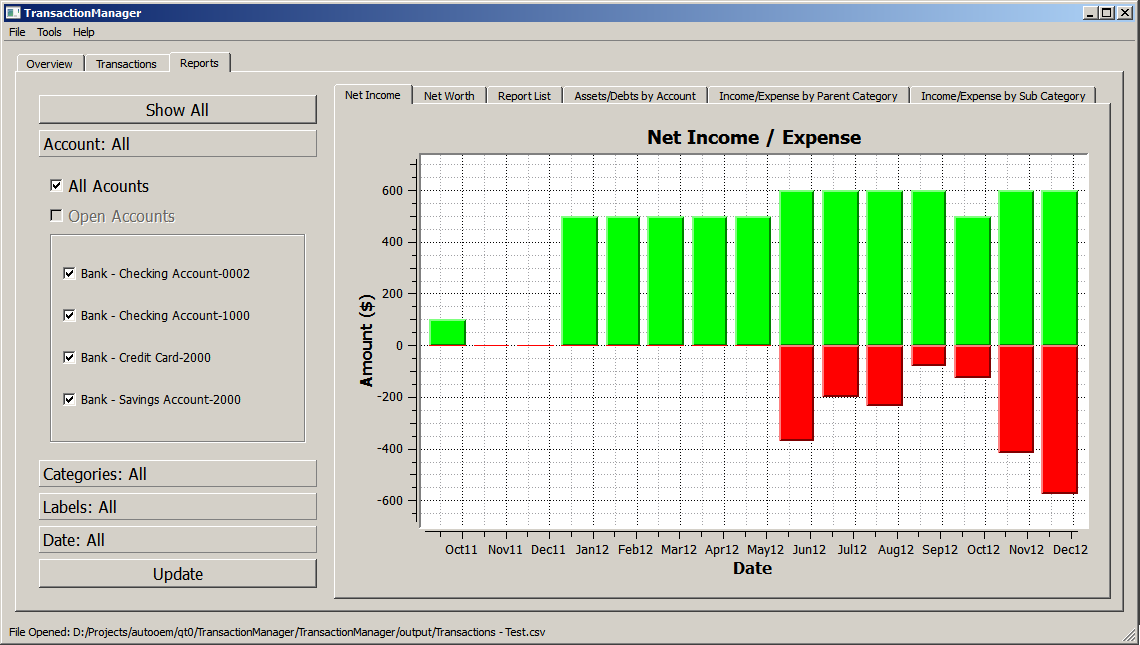 TransactionManager
File Tools Help
Overview Transactions Reports
Show All
Account: All
All Acounts
Open Accounts
Bank - Checking Account-0002
Bank - Checking Account-1000
Bank - Credit Card-2000
Bank - Savings Account-2000
Categories: All
Labels: All
Date: All
Update
Net Income Net Worth Report List Assets/Debts by Account Income/Expense by Parent Category Income/Expense by Sub Category
Net Income / Expense
Amount ($)
600
400
200
0
-200
-400
-600
Oct11 Nov11 Dec11 Jan12 Feb12 Mar12 Apr12 May12 Jun12 Jul12 Aug12 Sep12 Oct12 Nov12 Dec12
Date
File Opened: D:/Projects/autooem/qt0/TransactionManager/TransactionManager/output/Transactions - Test.csv